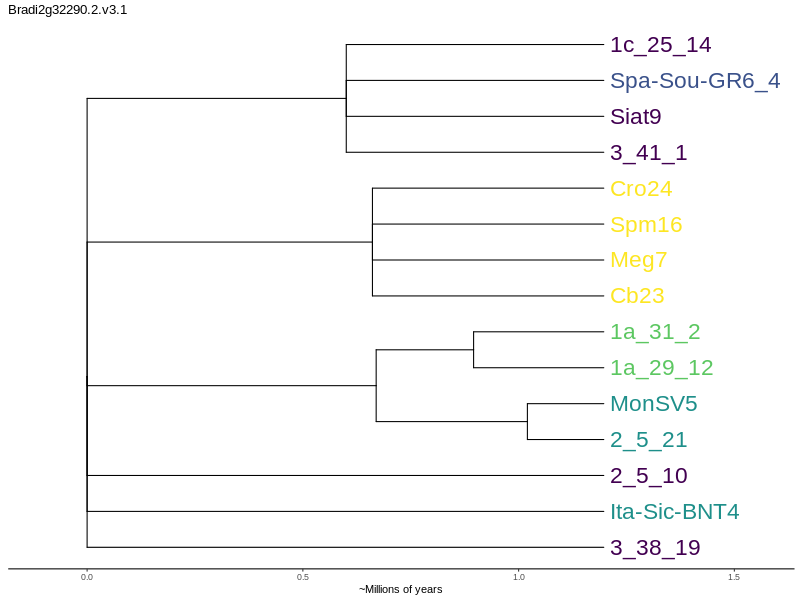 Bradi2g32290.2.v3.1
1c_25_14
Spa-Sou-GR6_4
Siat9
3_41_1
Cro24
Spm16
Meg7
Cb23
1a_31_2
1a_29_12
MonSV5
2_5_21
2_5_10
Ita-Sic-BNT4
3_38_19
0.0 0.5 1.0 1.5
~Millions of years